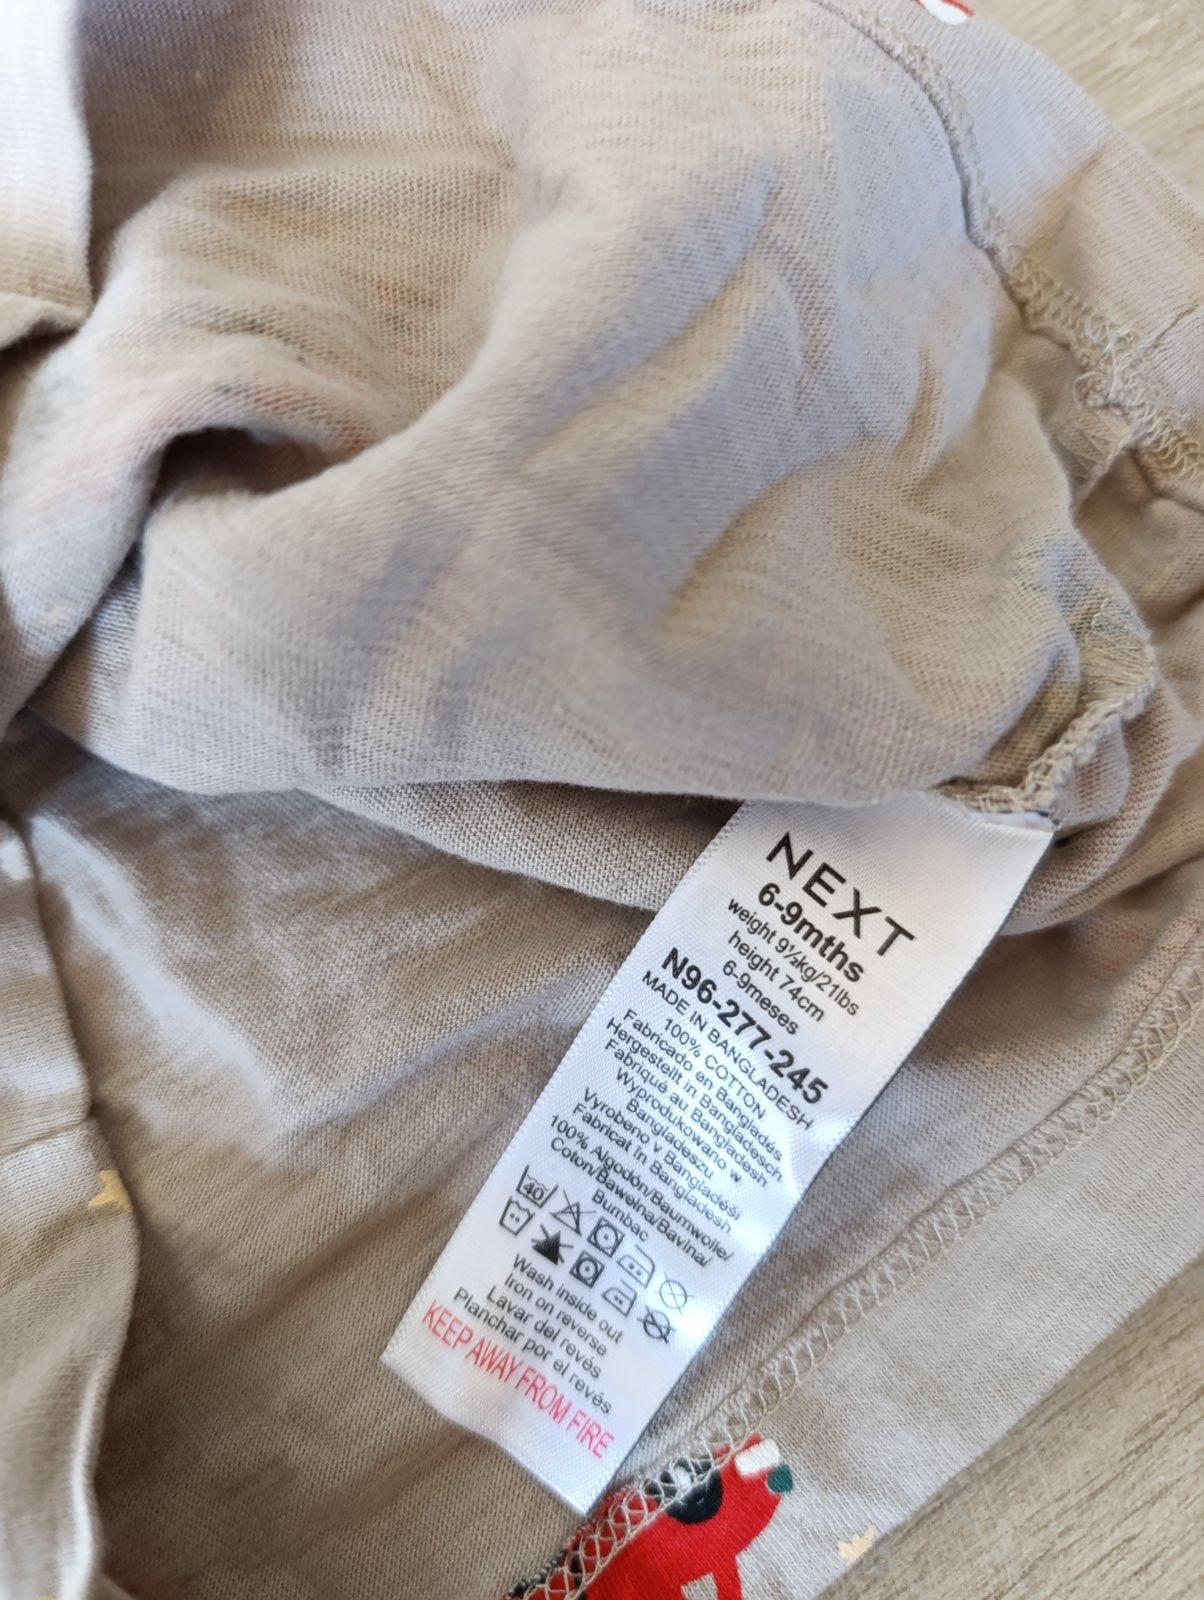 NEXT
6-9mths
weight 9½kg/21lbs
height 74cm
6-9meses
N96-277-245
MADE IN BANGLADESH
100% COTTON
Fabricado en Bangladés
Hergestellt in Bangladesch
Fabriqué au Bangladesh
Wyprodukowano w
Bangladeszu
Vyrobeno v Bangladéši
Fabricat în Bangladesh
100% Algodón/Baumwolle/
Coton/Bawełna/Bavlna/
Bumbac
40
Wash inside out
Iron on reverse
Lavar del revés
Planchar por el revés
KEEP AWAY FROM FIRE